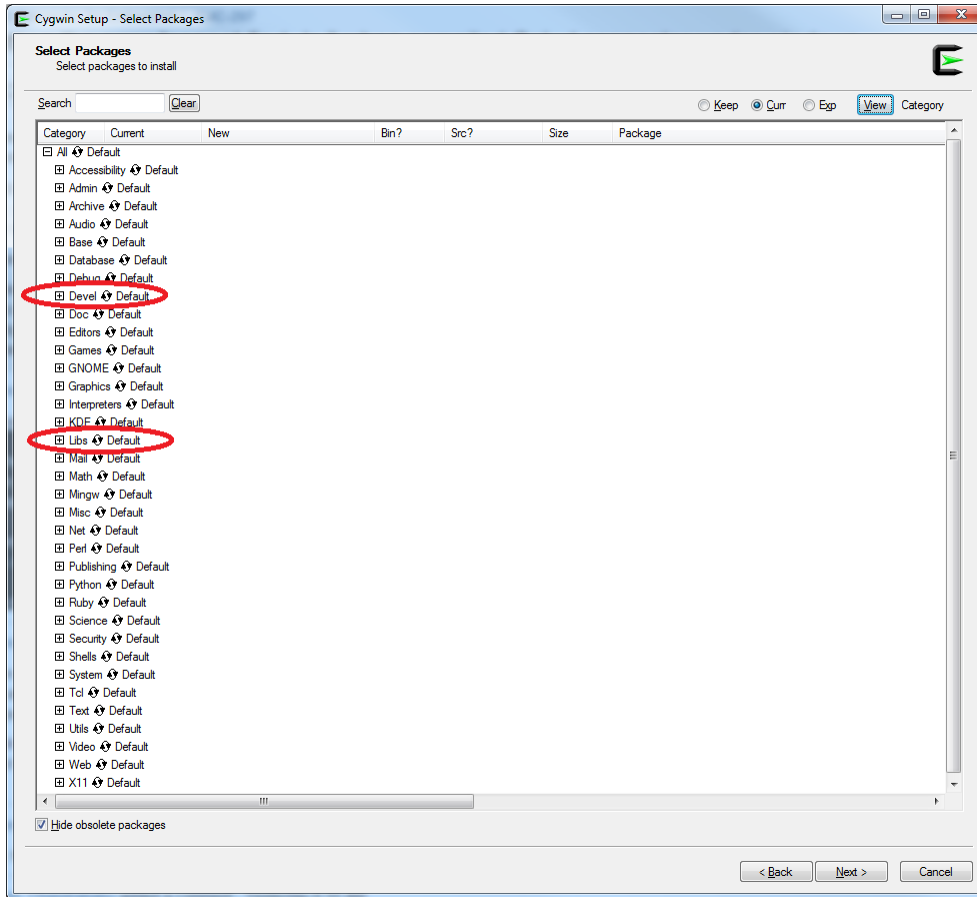 Cygwin Setup - Select Packages
Select Packages
Select packages to install
Search Clear Keep Curr Exp View Category
Category Current New Bin? Src? Size Package
All Default
Accessibility Default
Admin Default
Archive Default
Audio Default
Base Default
Database Default
Debug Default
Devel Default
Doc Default
Editors Default
Games Default
GNOME Default
Graphics Default
Interpreters Default
KDE Default
Libs Default
Mail Default
Math Default
Mingw Default
Misc Default
Net Default
Perl Default
Publishing Default
Python Default
Ruby Default
Science Default
Security Default
Shells Default
System Default
Tcl Default
Text Default
Utils Default
Video Default
Web Default
X11 Default
Hide obsolete packages
< Back Next > Cancel